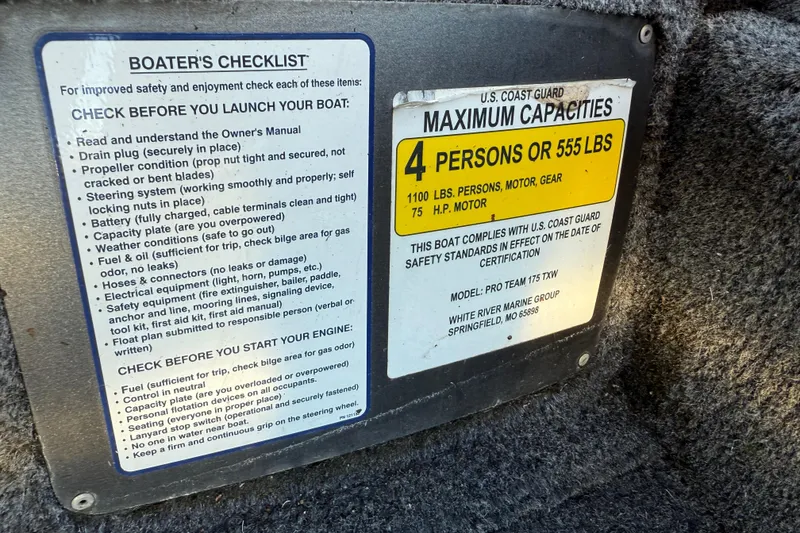 BOATER'S CHECKLIST
For improved safety and enjoyment check each of these items:
CHECK BEFORE YOU LAUNCH YOUR BOAT:
• Read and understand the Owner's Manual
• Drain plug (securely in place)
• Propeller condition (prop nut tight and secured, not
cracked or bent blades)
• Steering system (working smoothly and properly; self
locking nuts in place)
• Battery (fully charged, cable terminals clean and tight)
• Capacity plate (are you overpowered)
• Weather conditions (safe to go out)
• Fuel & oil (sufficient for trip, check bilge area for gas
odor, no leaks)
• Hoses & connectors (no leaks or damage)
• Electrical equipment (light, horn, pumps, etc.)
• Safety equipment (fire extinguisher, bailer, paddle,
anchor and line, mooring lines, signaling device,
tool kit, first aid kit, first aid manual)
• Float plan submitted to responsible person (verbal or
written)
CHECK BEFORE YOU START YOUR ENGINE:
• Fuel (sufficient for trip, check bilge area for gas odor)
• Control in neutral
• Capacity plate (are you overloaded or overpowered)
• Personal flotation devices on all occupants.
• Seating (everyone in proper place)
• Lanyard stop switch (operational and securely fastened)
• No one in water near boat.
• Keep a firm and continuous grip on the steering wheel.
U.S. COAST GUARD
MAXIMUM CAPACITIES
4 PERSONS OR 555 LBS
1100 LBS. PERSONS, MOTOR, GEAR
75 H.P. MOTOR
THIS BOAT COMPLIES WITH U.S. COAST GUARD
SAFETY STANDARDS IN EFFECT ON THE DATE OF
CERTIFICATION
MODEL: PRO TEAM 175 TXW
WHITE RIVER MARINE GROUP
SPRINGFIELD, MO 65898